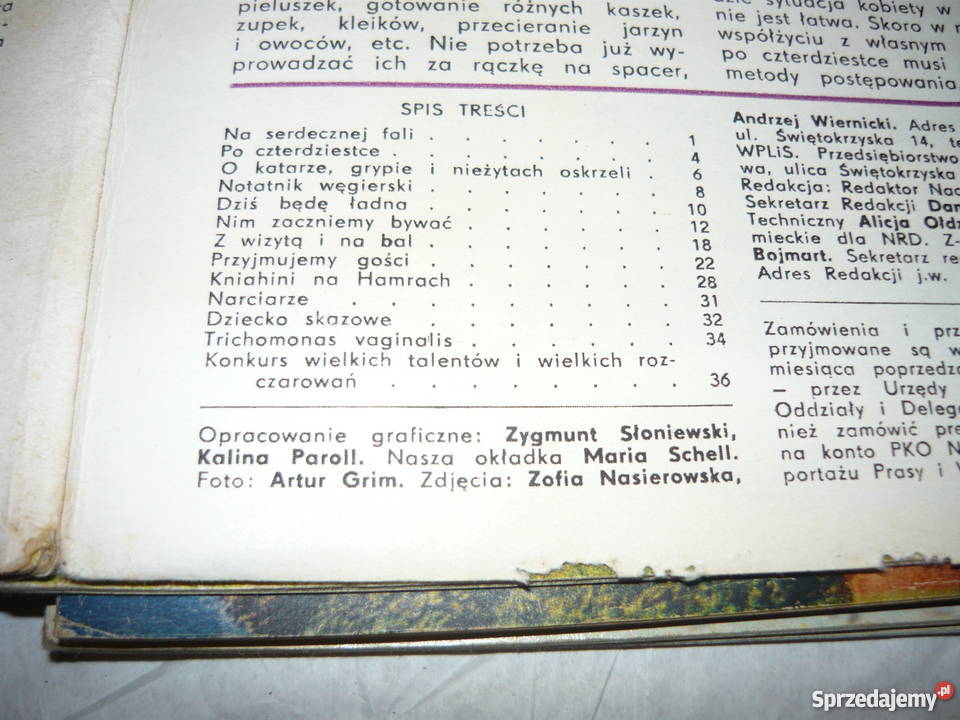 pieluszek, gotowanie różnych kaszek,
zupek, kleików, przecieranie jarzyn
i owoców, etc. Nie potrzeba już wy-
prowadzać ich za rączkę na spacer,
sytuacja kobiety w
nie jest łatwa. Skoro w
współżyciu z własnym
po czterdziestce musi
metody postępowania.
SPIS TREŚCI
Na serdecznej fali . . . . . . . 1
Po czterdziestce . . . . . . . . 4
O katarze, grypie i nieżytach oskrzeli . 6
Notatnik węgierski . . . . . . . 8
Dziś będę ładna . . . . . . . 10
Nim zaczniemy bywać . . . . . . 12
Z wizytą i na bal . . . . . . . 18
Przyjmujemy gości . . . . . . . 22
Kniahini na Hamrach . . . . . . 28
Narciarze . . . . . . . . 31
Dziecko skazowe . . . . . . . 32
Trichomonas vaginalis . . . . . . 34
Konkurs wielkich talentów i wielkich roz-
czarowań . . . . . . . . 36
Opracowanie graficzne: Zygmunt Słoniewski,
Kalina Paroll. Nasza okładka Maria Schell.
Foto: Artur Grim. Zdjęcia: Zofia Nasierowska,
Andrzej Wiernicki. Adres
ul. Świętokrzyska 14,
WPLiS. Przedsiębiorstwo
wa, ulica Świętokrzyska
Redakcja: Redaktor Nac
Sekretarz Redakcji Dan
Techniczny Alicja Ołdz
mieckie dla NRD. Z-
Bojmart. Sekretarz re
Adres Redakcji j.w.
Zamówienia i prz
przyjmowane są w
miesiąca poprzedza
– przez Urzędy
Oddziały i Deleg
nież zamówić pre
na konto PKO N
portażu Prasy i
Sprzedajemy.pl